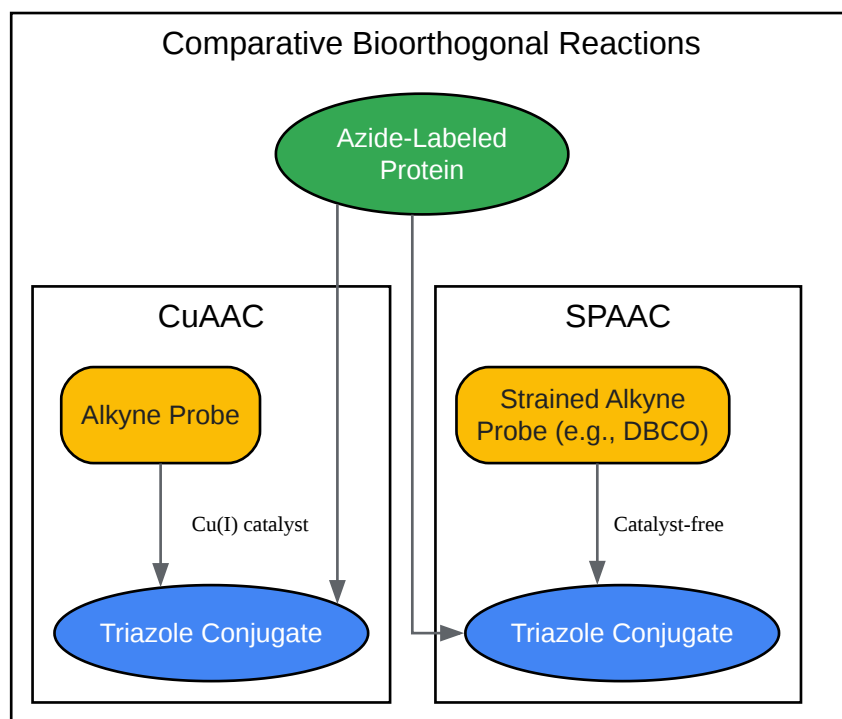 Comparative Bioorthogonal Reactions
Azide-Labeled
Protein
CuAAC
Alkyne Probe
Cu(I) catalyst
Triazole Conjugate
SPAAC
Strained Alkyne
Probe (e.g., DBCO)
Catalyst-free
Triazole Conjugate